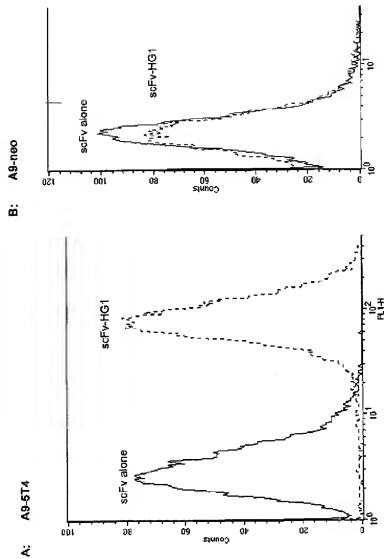 A: A9-5T4
100
80
60
40
20
0
Counts
scFv alone
scFv-HG1
10⁰
10¹
10²
FL1-H
B: A9-neo
120
100
80
60
40
20
0
Counts
scFv alone
scFv-HG1
10⁰
10¹